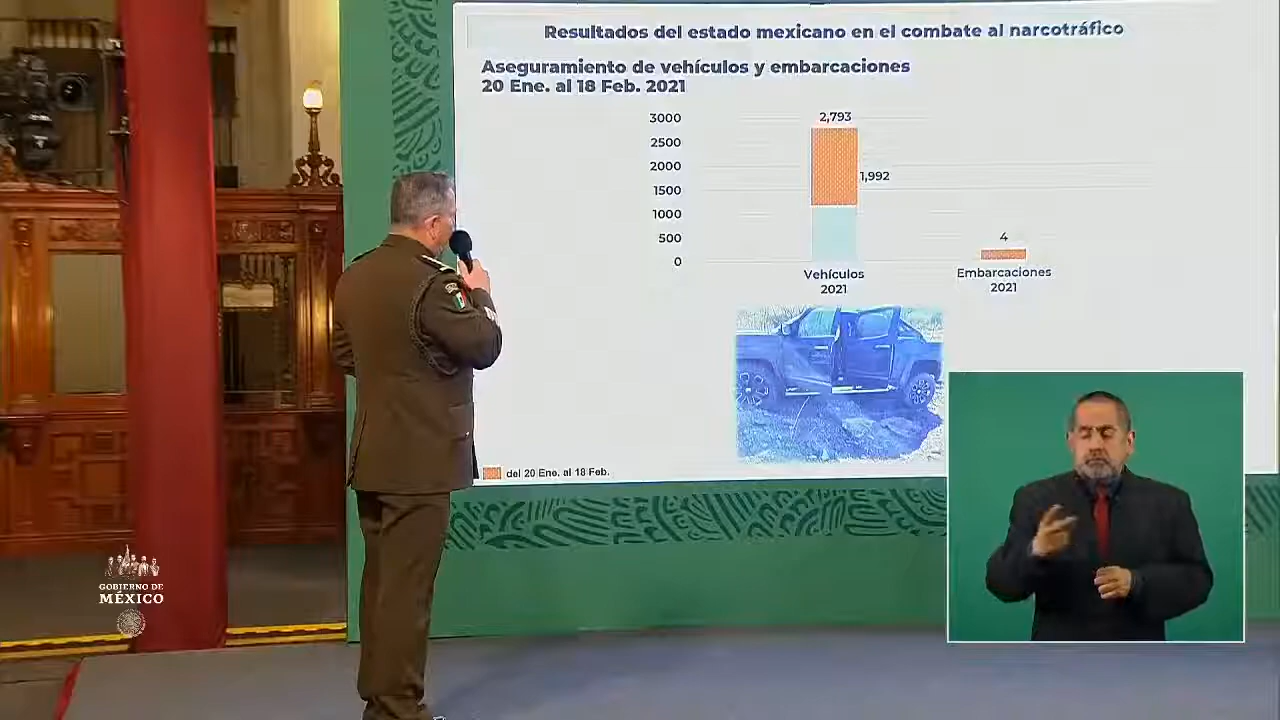 Resultados del estado mexicano en el combate al narcotráfico
Aseguramiento de vehículos y embarcaciones
20 Ene. al 18 Feb. 2021
3000
2500
2000
1500
1000
500
0
2,793
1,992
4
Vehículos
2021
Embarcaciones
2021
del 20 Ene. al 18 Feb.
GOBIERNO DE
MÉXICO